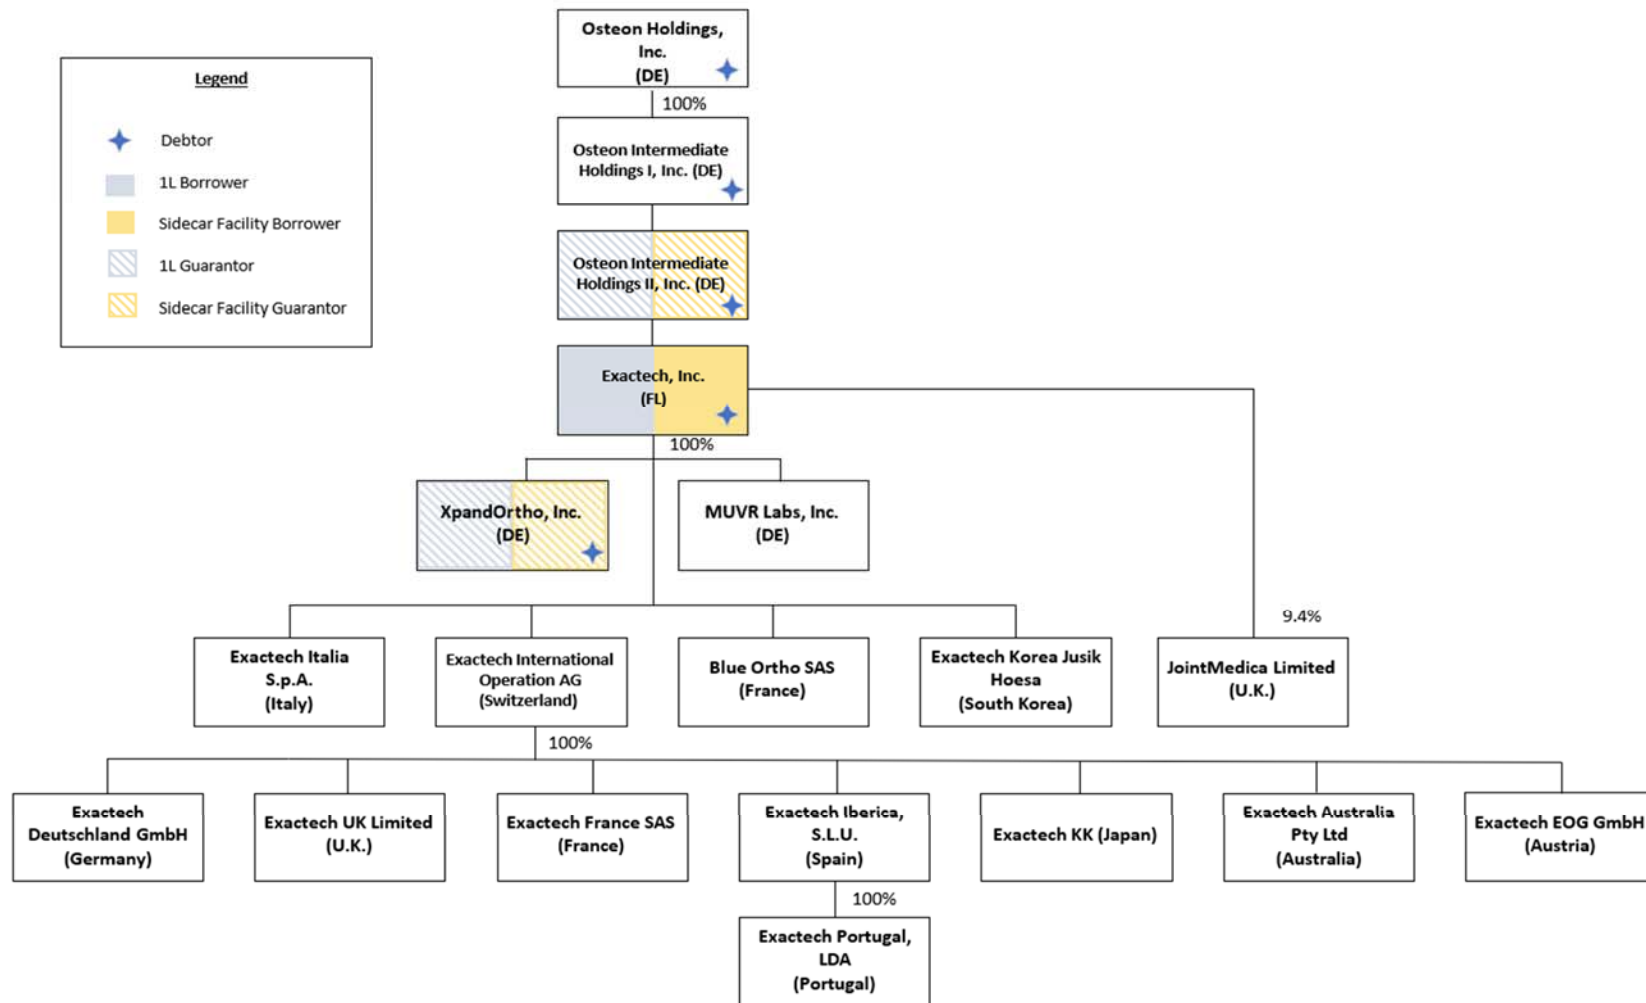 Osteon Holdings,
Inc.
(DE)
Legend
Debtor
1L Borrower
Sidecar Facility Borrower
1L Guarantor
Sidecar Facility Guarantor
100%
Osteon Intermediate
Holdings I, Inc. (DE)
Osteon Intermediate
Holdings II, Inc. (DE)
Exactech, Inc.
(FL)
100%
XpandOrtho, Inc.
(DE)
MUVR Labs, Inc.
(DE)
9.4%
Exactech Italia
S.p.A.
(Italy)
Exactech International
Operation AG
(Switzerland)
Blue Ortho SAS
(France)
Exactech Korea Jusik
Hoesa
(South Korea)
JointMedica Limited
(U.K.)
100%
Exactech
Deutschland GmbH
(Germany)
Exactech UK Limited
(U.K.)
Exactech France SAS
(France)
Exactech Iberica,
S.L.U.
(Spain)
Exactech KK (Japan)
Exactech Australia
Pty Ltd
(Australia)
Exactech EOG GmbH
(Austria)
100%
Exactech Portugal,
LDA
(Portugal)